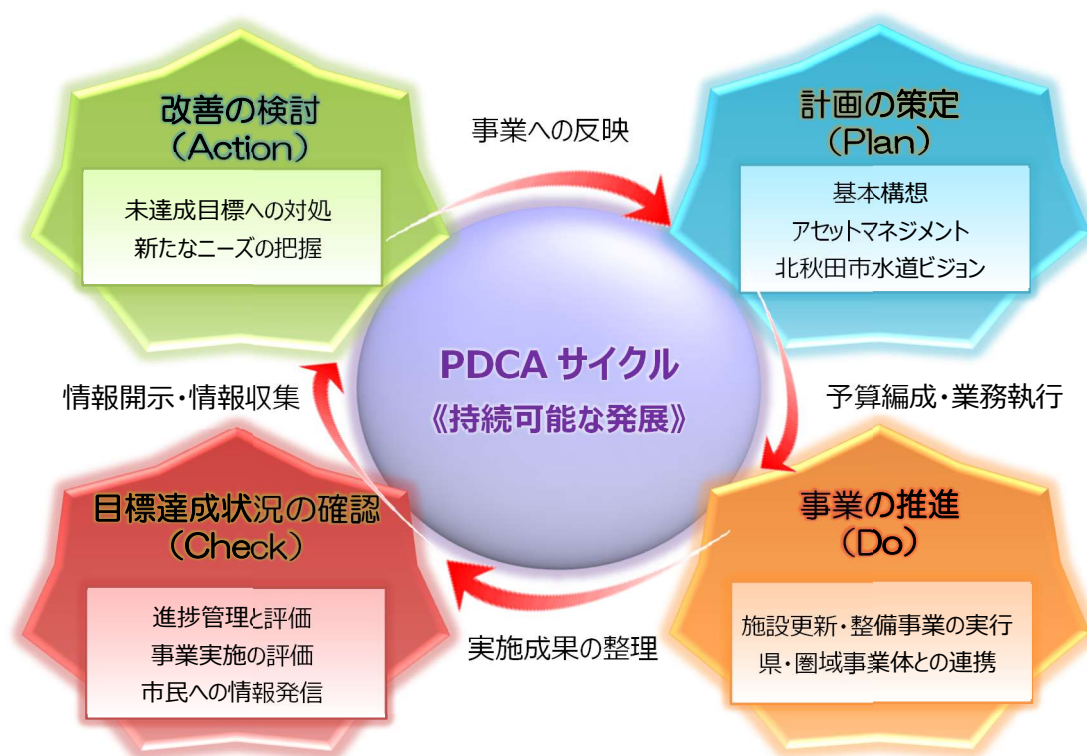 改善の検討
(Action)
未達成目標への対処
新たなニーズの把握
事業への反映
計画の策定
(Plan)
基本構想
アセットマネジメント
北秋田市水道ビジョン
PDCA サイクル
《持続可能な発展》
情報開示・情報収集
予算編成・業務執行
目標達成状況の確認
(Check)
進捗管理と評価
事業実施の評価
市民への情報発信
実施成果の整理
事業の推進
(Do)
施設更新・整備事業の実行
県・圏域事業体との連携